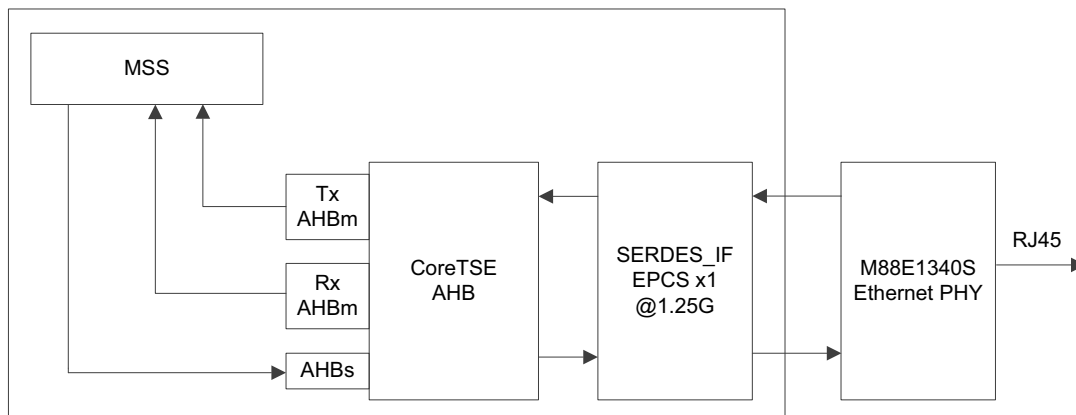 MSS
Tx
AHBm
Rx
AHBm
AHBs
CoreTSE
AHB
SERDES_IF
EPCS x1
@1.25G
M88E1340S
Ethernet PHY
RJ45